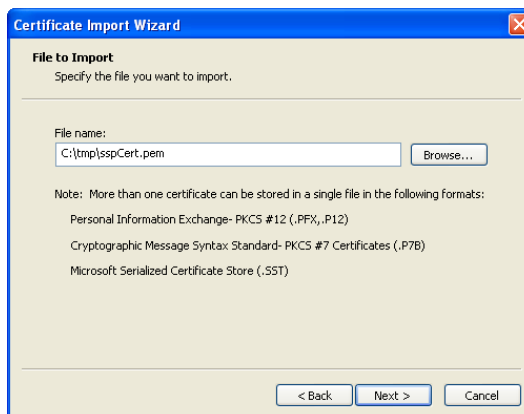 Certificate Import Wizard
File to Import
Specify the file you want to import.
File name:
C:\tmp\sspCert.pem
Browse...
Note: More than one certificate can be stored in a single file in the following formats:
Personal Information Exchange- PKCS #12 (.PFX,.P12)
Cryptographic Message Syntax Standard- PKCS #7 Certificates (.P7B)
Microsoft Serialized Certificate Store (.SST)
< Back Next > Cancel